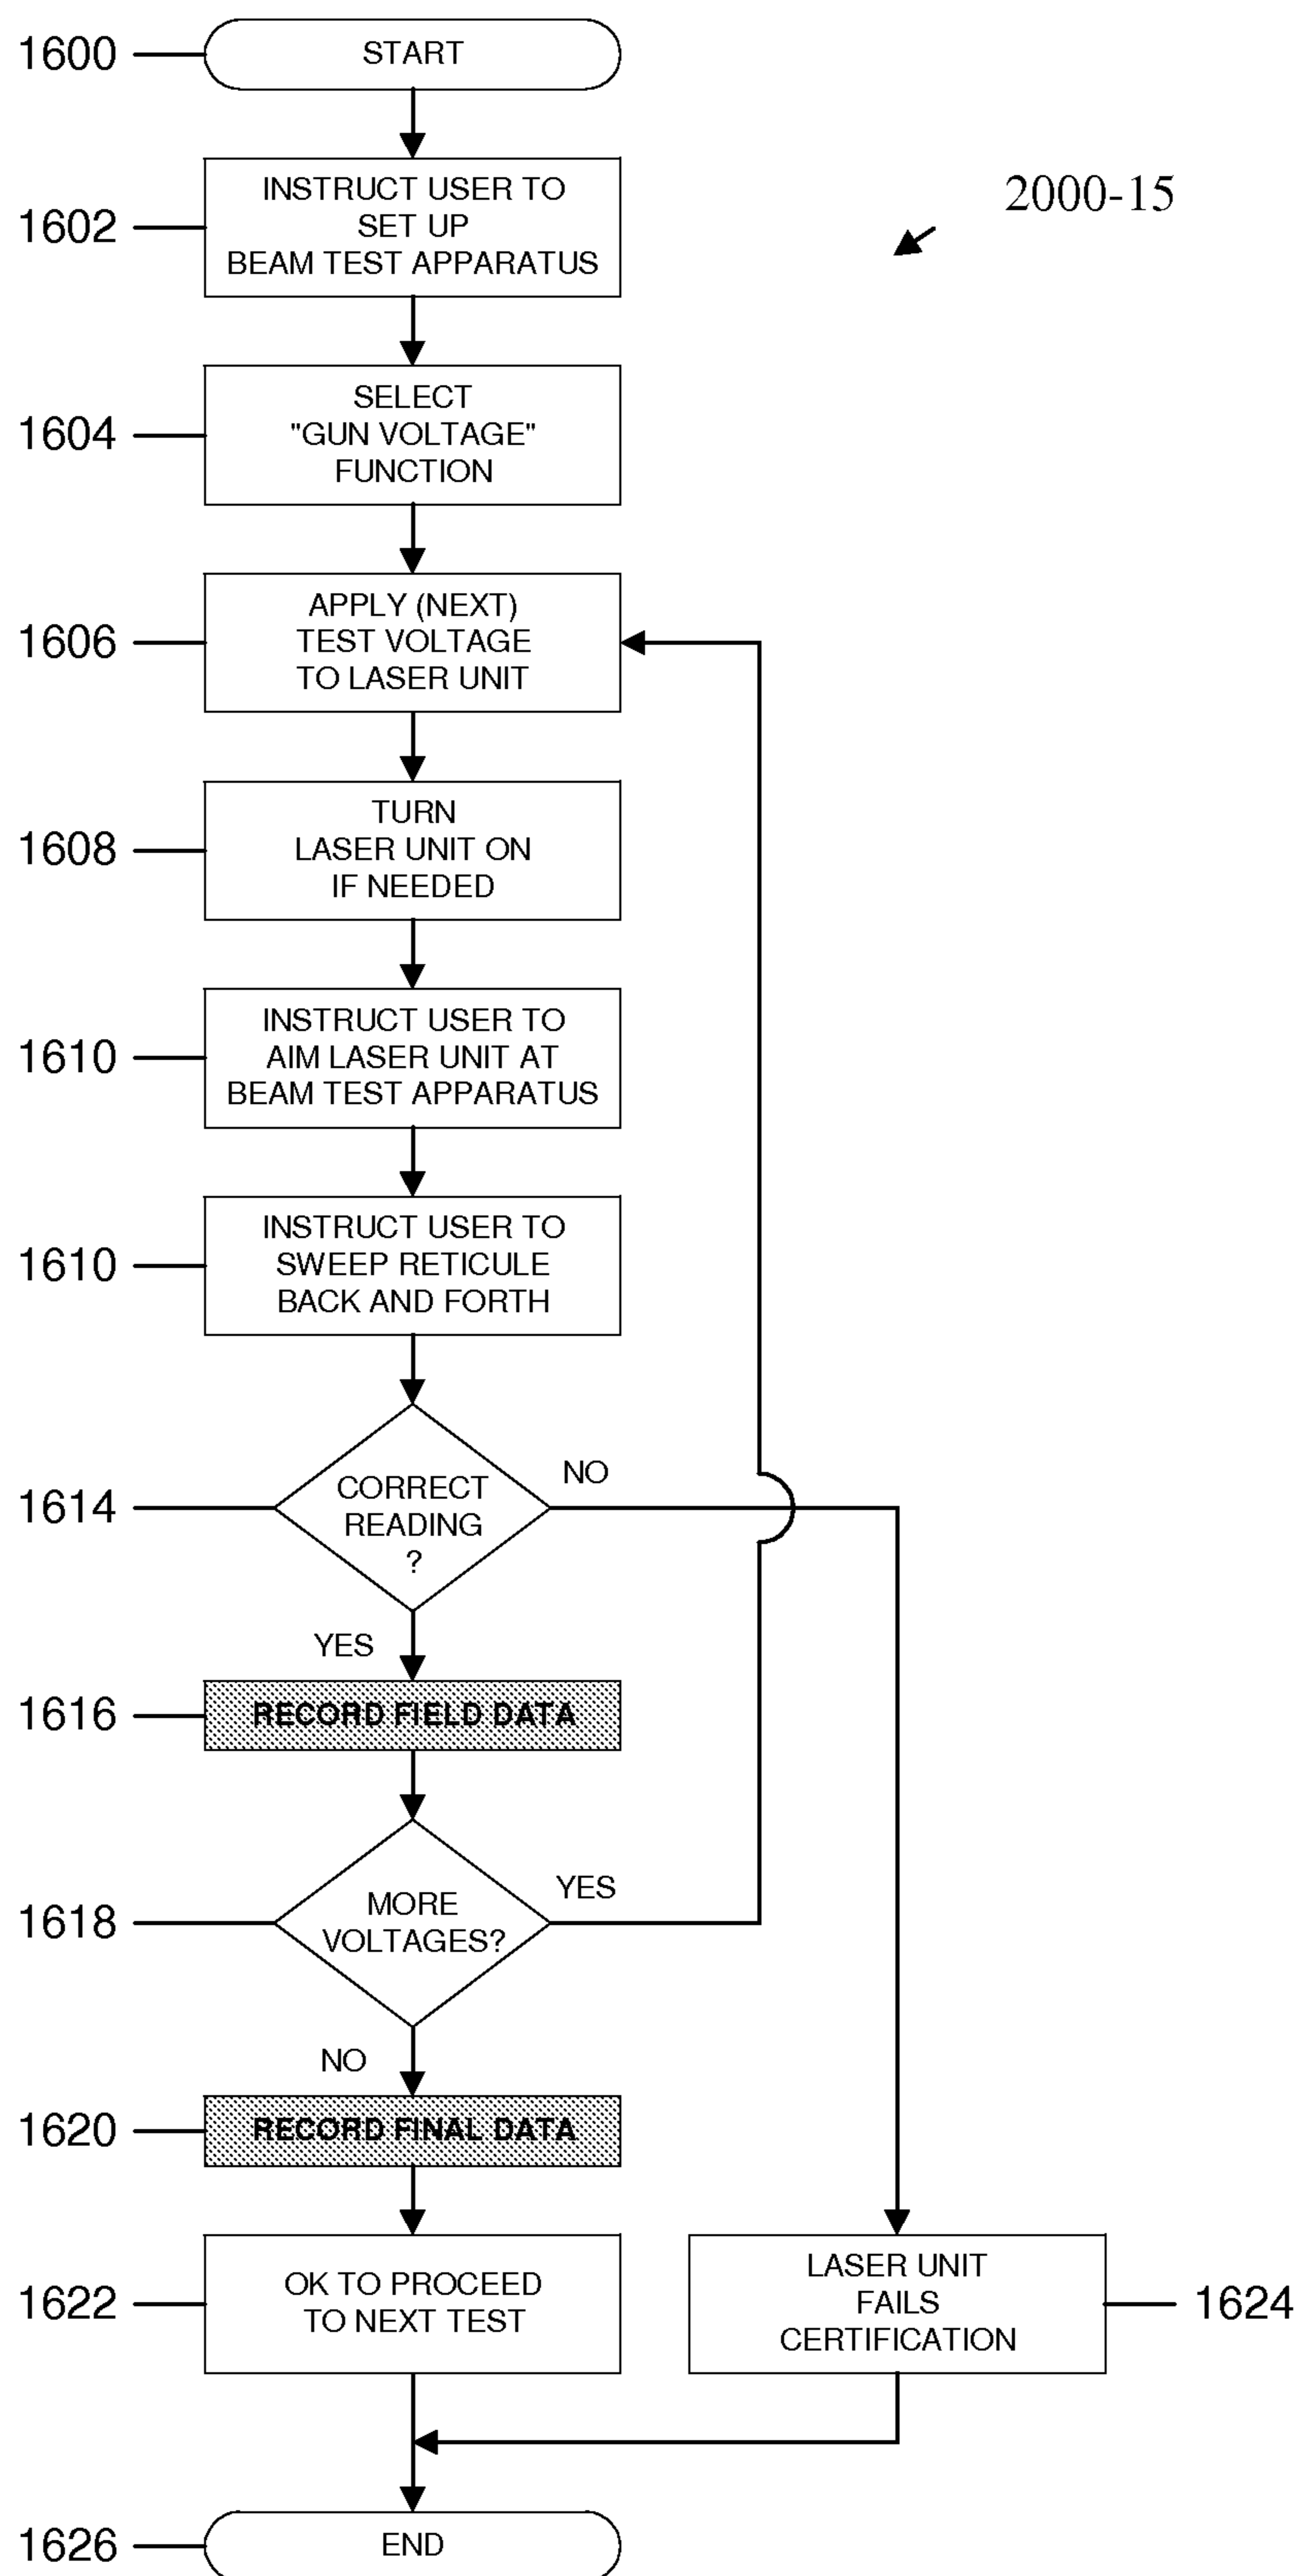 1600
START
2000-15
1602
INSTRUCT USER TO
SET UP
BEAM TEST APPARATUS
1604
SELECT
"GUN VOLTAGE"
FUNCTION
1606
APPLY (NEXT)
TEST VOLTAGE
TO LASER UNIT
1608
TURN
LASER UNIT ON
IF NEEDED
1610
INSTRUCT USER TO
AIM LASER UNIT AT
BEAM TEST APPARATUS
1610
INSTRUCT USER TO
SWEEP RETICULE
BACK AND FORTH
1614
CORRECT
READING
?
NO
YES
1616
RECORD FIELD DATA
1618
MORE
VOLTAGES?
YES
NO
1620
RECORD FINAL DATA
1622
OK TO PROCEED
TO NEXT TEST
LASER UNIT
FAILS
CERTIFICATION
1624
1626
END